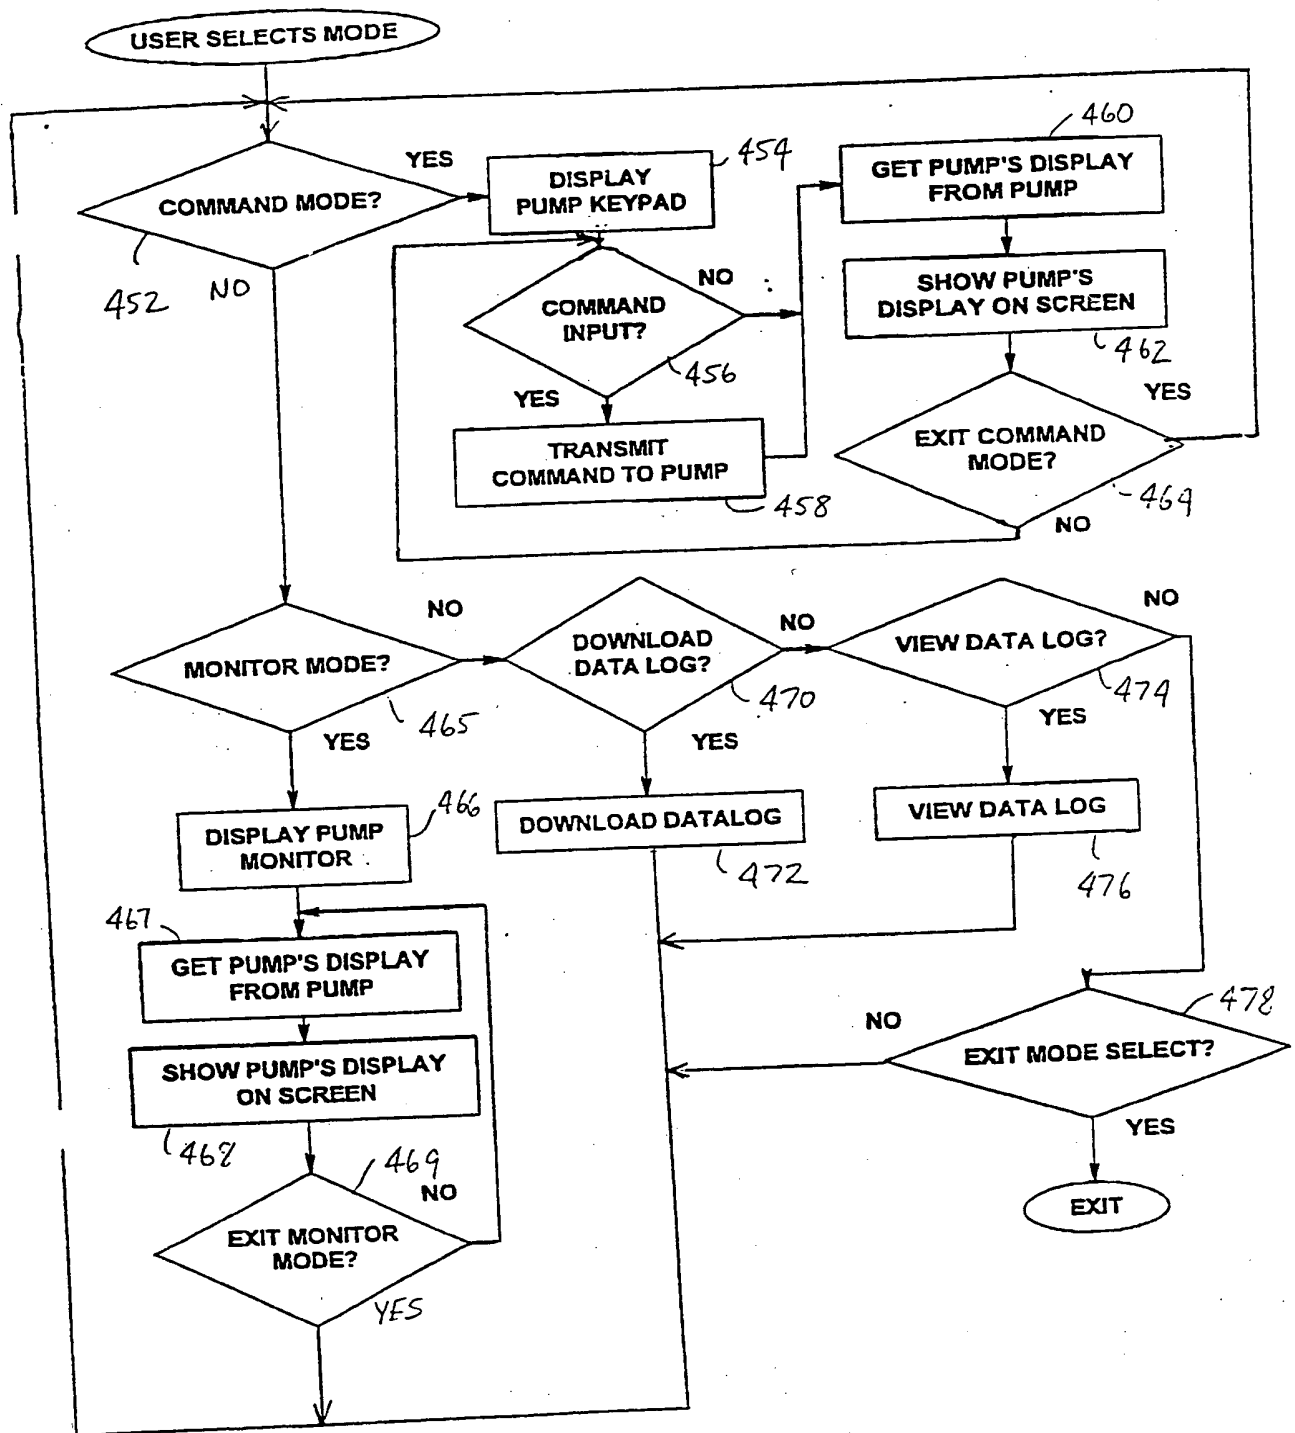 USER SELECTS MODE
COMMAND MODE?
YES
452
NO
DISPLAY
PUMP KEYPAD
454
COMMAND
INPUT?
NO
456
YES
TRANSMIT
COMMAND TO PUMP
458
GET PUMP'S DISPLAY
FROM PUMP
460
SHOW PUMP'S
DISPLAY ON SCREEN
462
EXIT COMMAND
MODE?
YES
464
NO
MONITOR MODE?
NO
465
YES
DOWNLOAD
DATA LOG?
NO
470
YES
VIEW DATA LOG?
NO
474
YES
DISPLAY PUMP
MONITOR
466
DOWNLOAD DATALOG
472
VIEW DATA LOG
476
467
GET PUMP'S DISPLAY
FROM PUMP
SHOW PUMP'S DISPLAY
ON SCREEN
468
EXIT MONITOR
MODE?
469
NO
YES
EXIT MODE SELECT?
478
NO
YES
EXIT